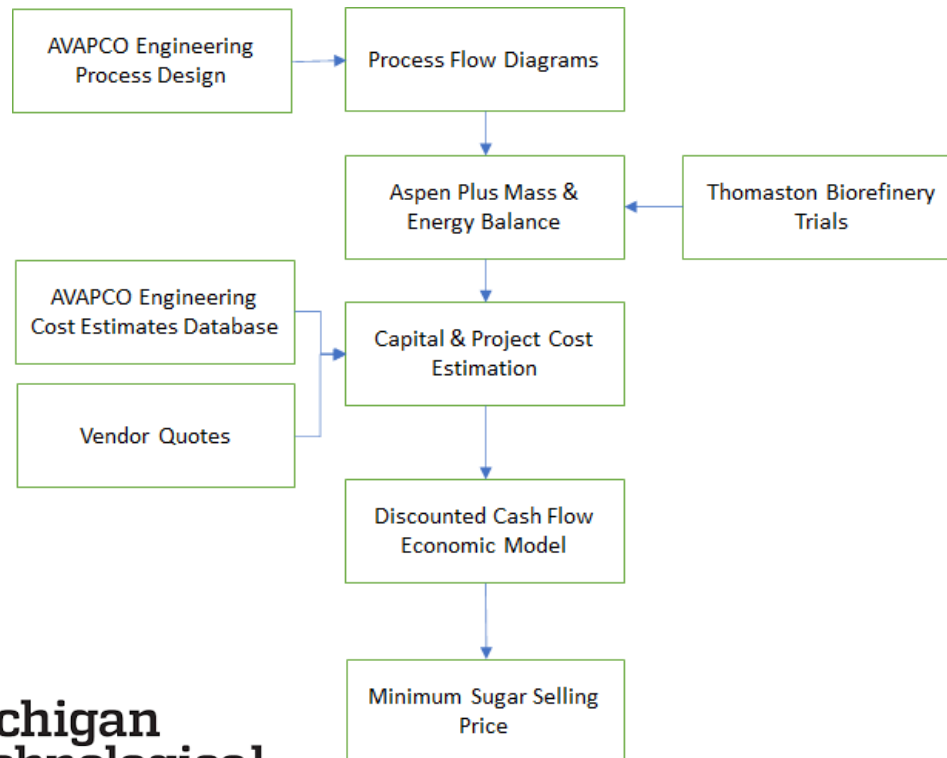 AVAPCO Engineering
Process Design
Process Flow Diagrams
Aspen Plus Mass &
Energy Balance
Thomaston Biorefinery
Trials
AVAPCO Engineering
Cost Estimates Database
Capital & Project Cost
Estimation
Vendor Quotes
Discounted Cash Flow
Economic Model
Minimum Sugar Selling
Price
chigan